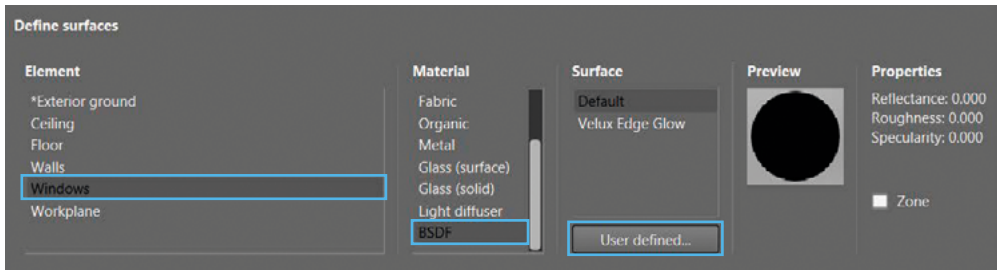 Define surfaces
Element
*Exterior ground
Ceiling
Floor
Walls
Windows
Workplane
Material
Fabric
Organic
Metal
Glass (surface)
Glass (solid)
Light diffuser
BSDF
Surface
Default
Velux Edge Glow
User defined...
Preview
Properties
Reflectance: 0.000
Roughness: 0.000
Specularity: 0.000
Zone